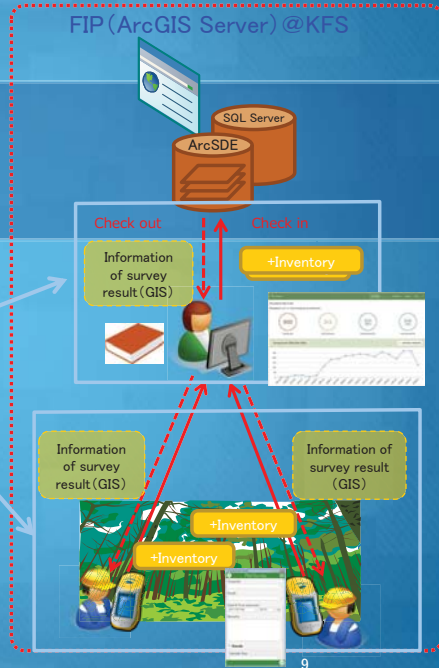 FIP(ArcGIS Server)@KFS
SQL Server
ArcSDE
Check out
Check in
Information
of survey
result(GIS)
+Inventory
Information
of survey
result(GIS)
Information of
survey result
(GIS)
+Inventory
+Inventory
9